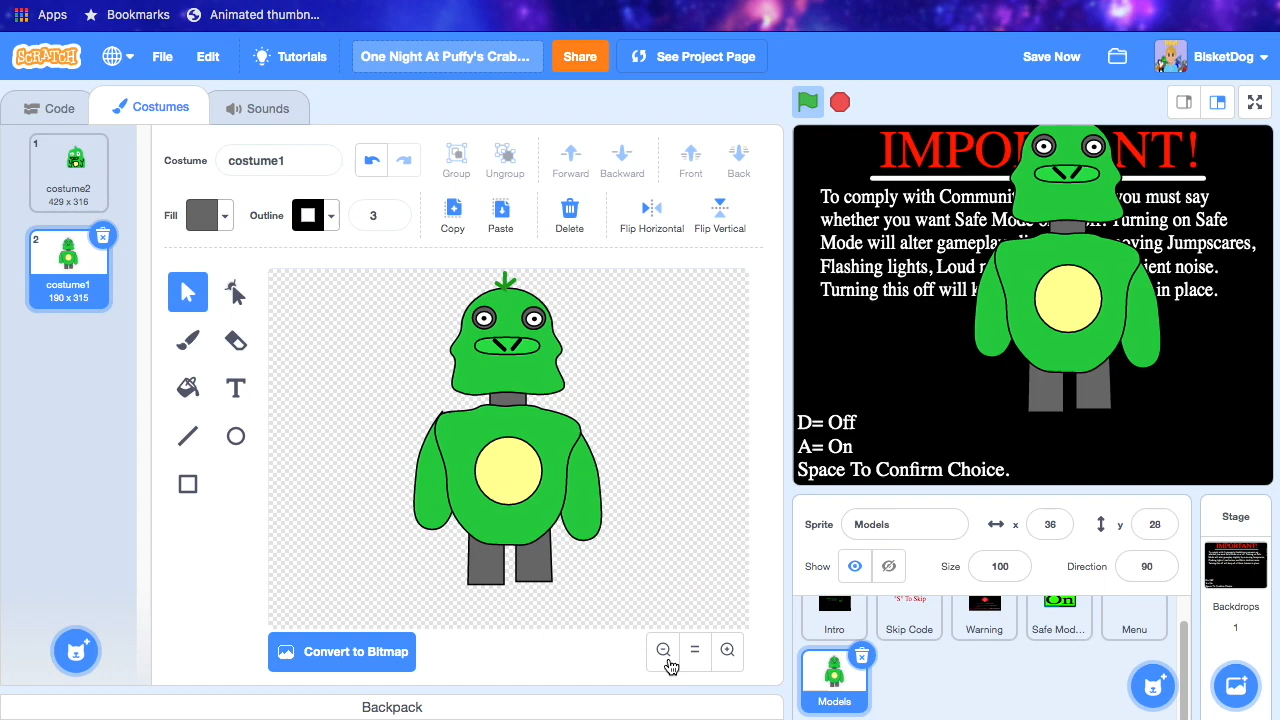 Apps Bookmarks Animated thumbn...
SCRATCH File Edit Tutorials One Night At Puffy's Crab... Share See Project Page Save Now BisketDog
Code Costumes Sounds
1
costume2
429 x 316
2
costume1
190 x 315
Costume costume1 Group Ungroup Forward Backward Front Back
Fill Outline 3 Copy Paste Delete Flip Horizontal Flip Vertical
T
Convert to Bitmap
Backpack
IMPO NT!
To comply with Communi you must say
whether you want Safe Mod Turning on Safe
Mode will alter gameplay oving Jumpscares,
Flashing lights, Loud ient noise.
Turning this off will in place.
D= Off
A= On
Space To Confirm Choice.
Sprite Models x 36 y 28
Show Size 100 Direction 90
Stage
IMPORTANT!
Backdrops
1
"S" To Skip On
Intro Skip Code Warning Safe Mod... Menu
Models